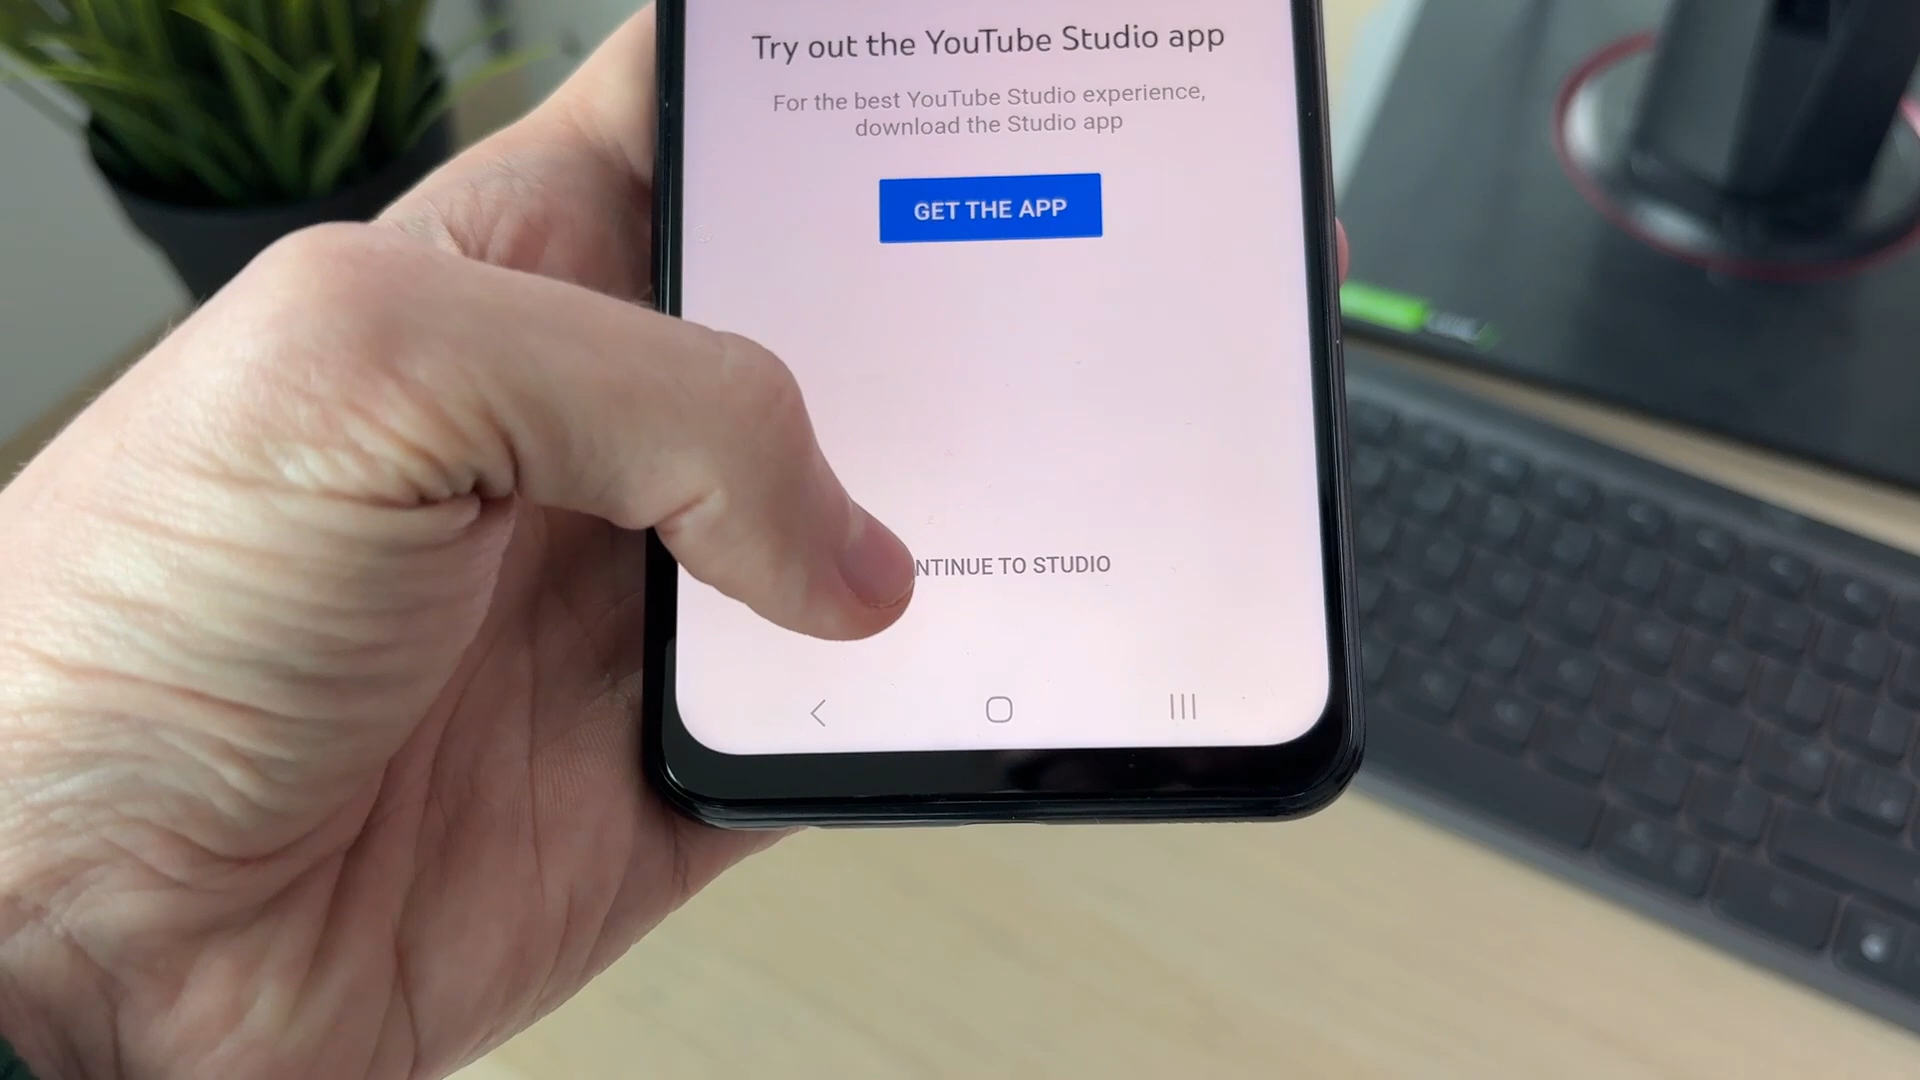 Try out the YouTube Studio app
For the best YouTube Studio experience,
download the Studio app
GET THE APP
NTINUE TO STUDIO